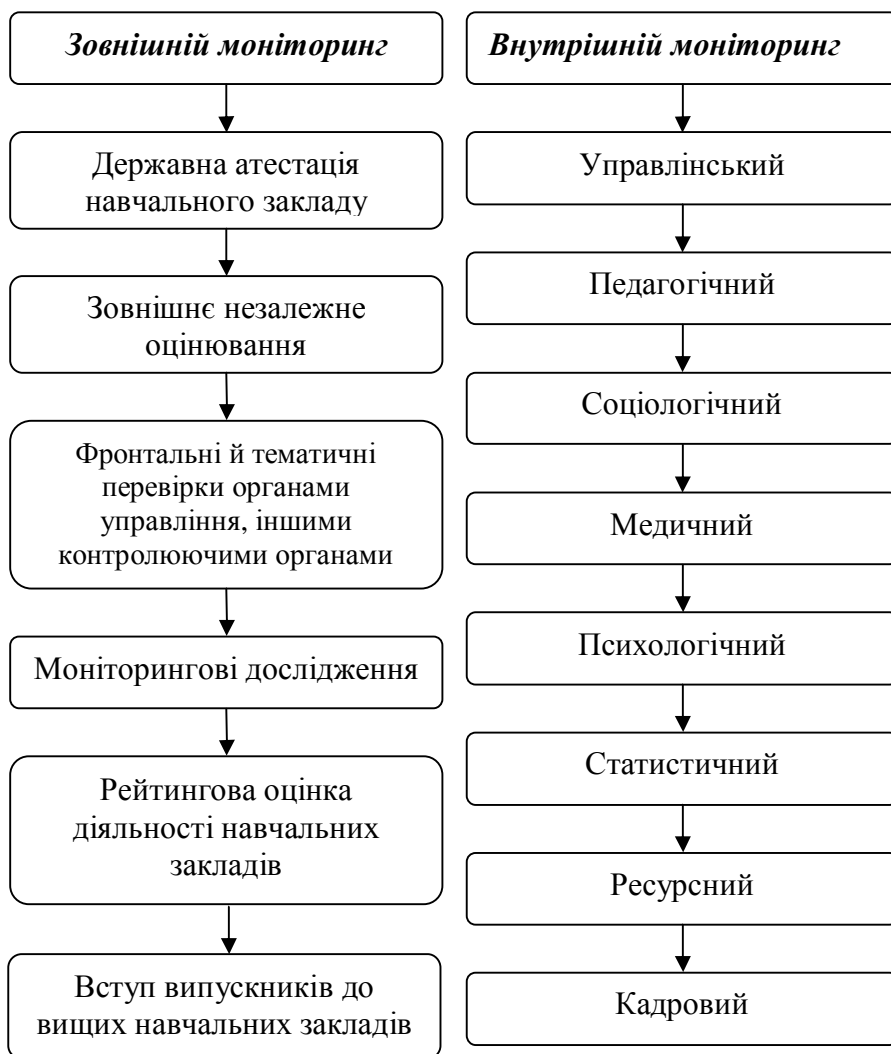 Зовнішній моніторинг
Державна атестація
навчального закладу
Зовнішнє незалежне
оцінювання
Фронтальні й тематичні
перевірки органами
управління, іншими
контролюючими органами
Моніторингові дослідження
Рейтингова оцінка
діяльності навчальних
закладів
Вступ випускників до
вищих навчальних закладів
Внутрішній моніторинг
Управлінський
Педагогічний
Соціологічний
Медичний
Психологічний
Статистичний
Ресурсний
Кадровий